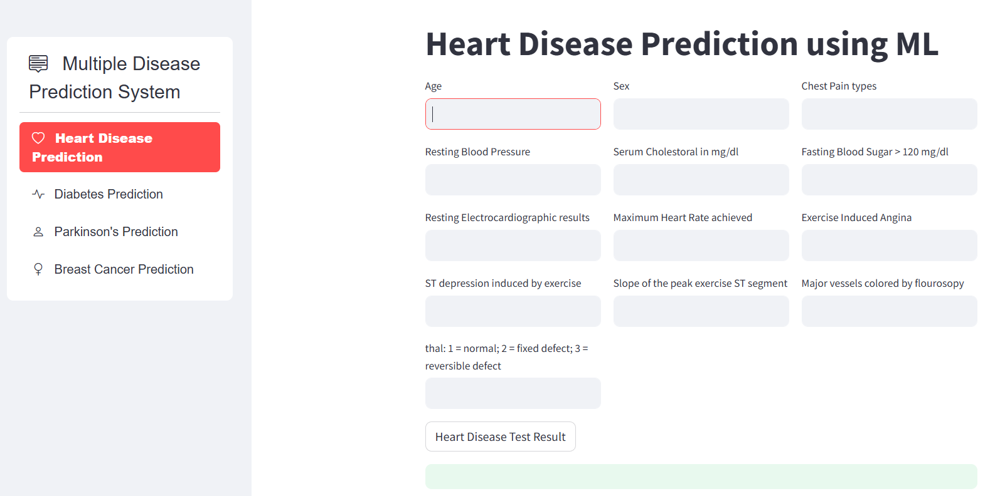 Multiple Disease
Prediction System
Heart Disease
Prediction
Diabetes Prediction
Parkinson's Prediction
Breast Cancer Prediction
Heart Disease Prediction using ML
Age
Sex
Chest Pain types
Resting Blood Pressure
Serum Cholestoral in mg/dl
Fasting Blood Sugar > 120 mg/dl
Resting Electrocardiographic results
Maximum Heart Rate achieved
Exercise Induced Angina
ST depression induced by exercise
Slope of the peak exercise ST segment
Major vessels colored by flourosopy
thal: 1 = normal; 2 = fixed defect; 3 =
reversible defect
Heart Disease Test Result